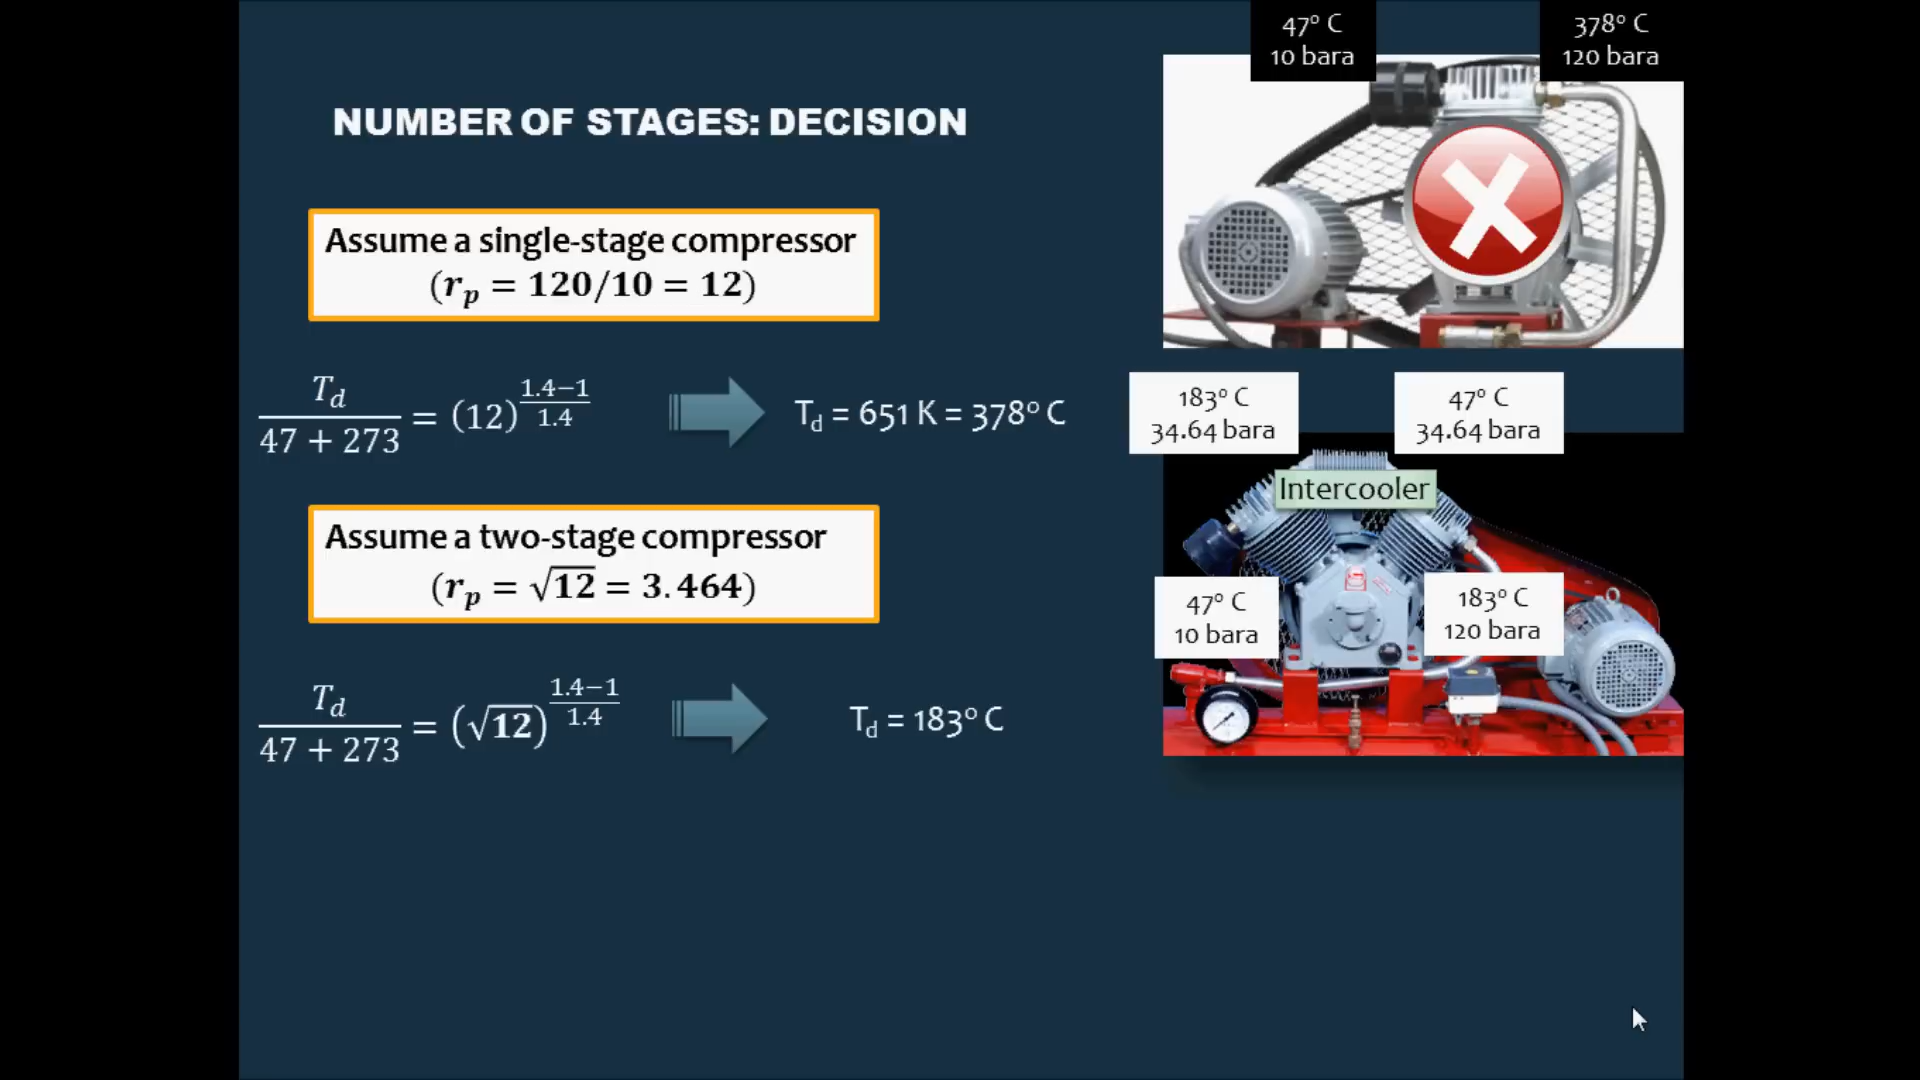 NUMBER OF STAGES: DECISION
47° C
10 bara
378° C
120 bara
Assume a single-stage compressor
(r_p = 120/10 = 12)
T_d / (47 + 273) = (12)^((1.4−1)/1.4)
T_d = 651 K = 378° C
183° C
34.64 bara
47° C
34.64 bara
Intercooler
Assume a two-stage compressor
(r_p = √12 = 3.464)
47° C
10 bara
183° C
120 bara
T_d / (47 + 273) = (√12)^((1.4−1)/1.4)
T_d = 183° C